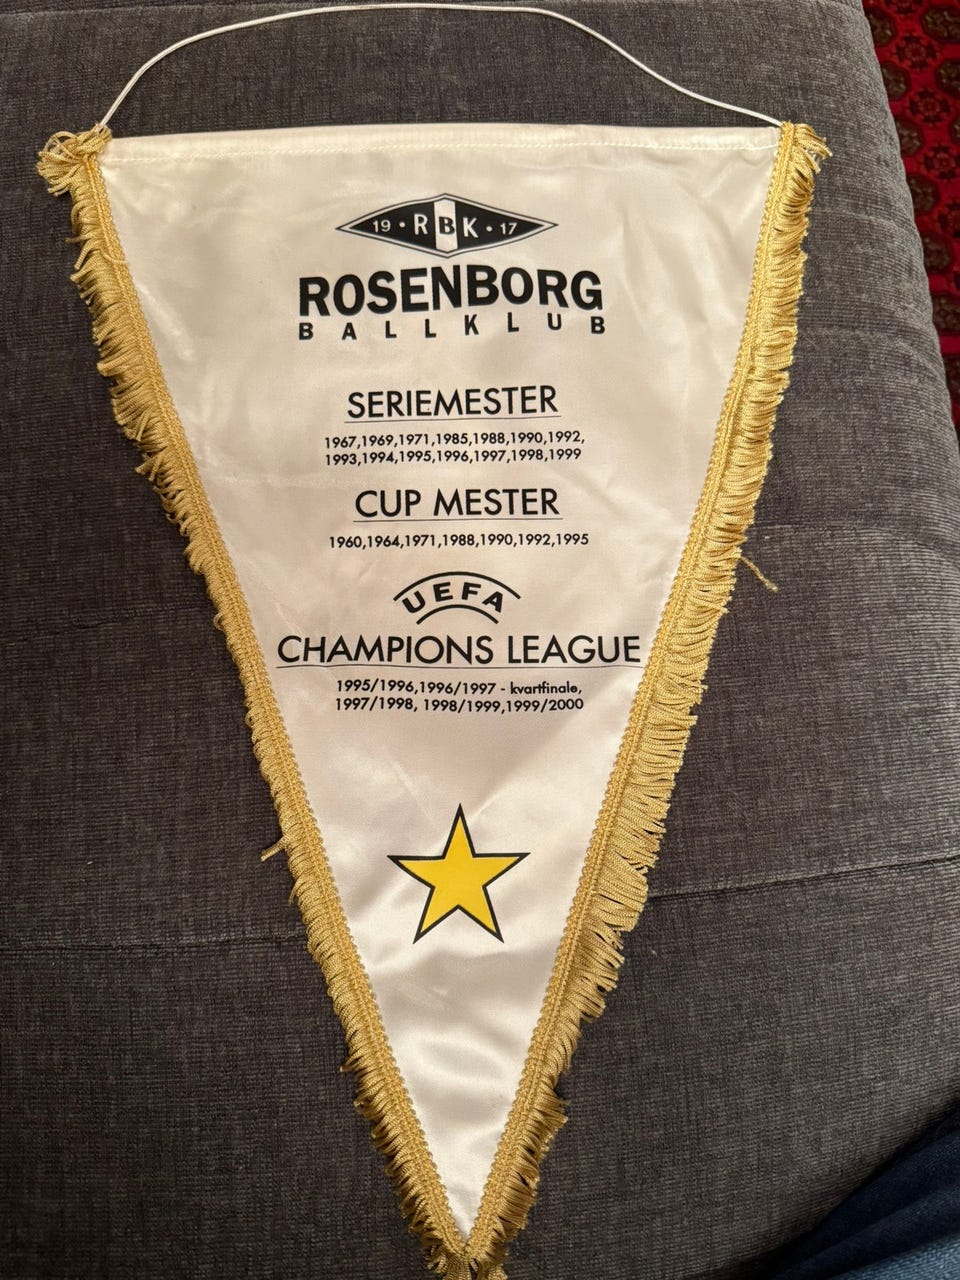 19 • RBK • 17
ROSENBORG
BALLKLUB
SERIEMESTER
1967,1969,1971,1985,1988,1990,1992,
1993,1994,1995,1996,1997,1998,1999
CUP MESTER
1960,1964,1971,1988,1990,1992,1995
UEFA
CHAMPIONS LEAGUE
1995/1996,1996/1997 - kvartfinale,
1997/1998, 1998/1999,1999/2000